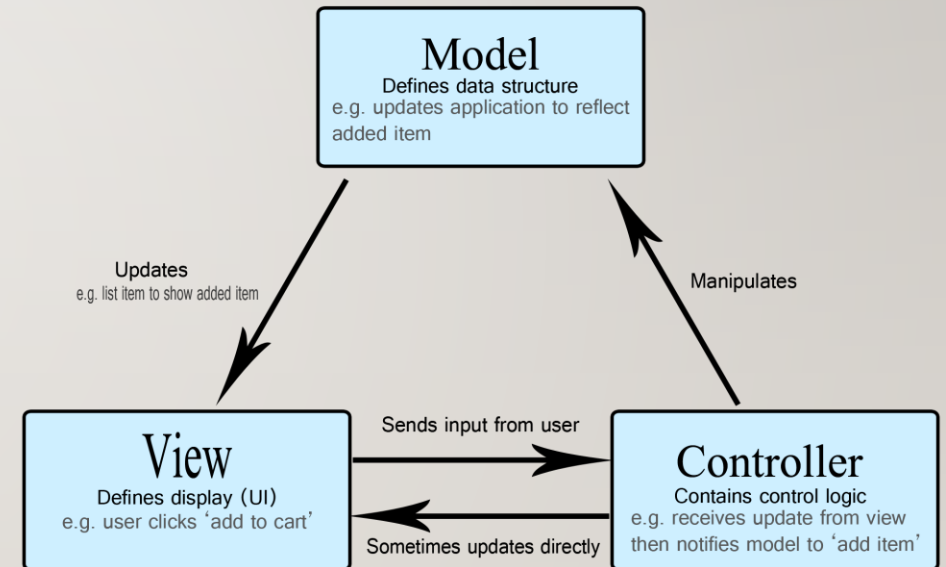 Model
Defines data structure
e.g. updates application to reflect
added item
Updates
e.g. list item to show added item
Manipulates
View
Defines display (UI)
e.g. user clicks ‘add to cart’
Sends input from user
Sometimes updates directly
Controller
Contains control logic
e.g. receives update from view
then notifies model to ‘add item’